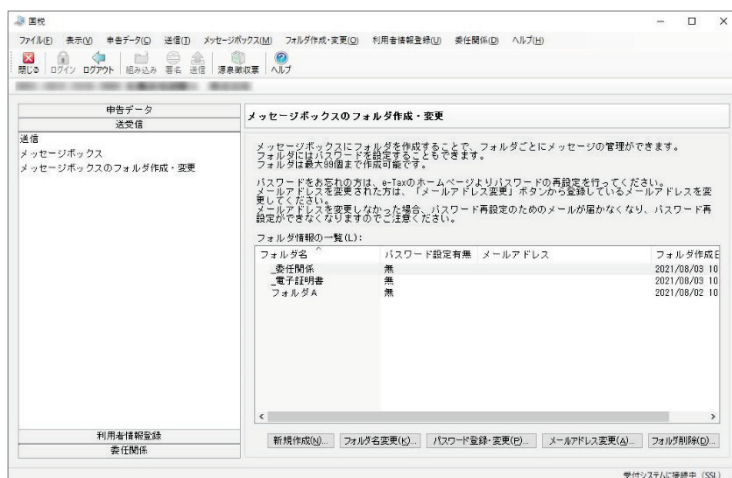 国税
ファイル(F) 表示(V) 申告データ(C) 送信(T) メッセージボックス(M) フォルダ作成・変更(O) 利用者情報登録(U) 委任関係(D) ヘルプ(H)
閉じる ログイン ログアウト 組み込み 署名 送信 源泉徴収票 ヘルプ
申告データ
送受信
送信
メッセージボックス
メッセージボックスのフォルダ作成・変更
利用者情報登録
委任関係
メッセージボックスのフォルダ作成・変更
メッセージボックスにフォルダを作成することで、フォルダごとにメッセージの管理ができます。
フォルダにはパスワードを設定することもできます。
フォルダは最大99個まで作成可能です。
パスワードをお忘れの方は、e-Taxのホームページよりパスワードの再設定を行ってください。
メールアドレスを変更された方は、「メールアドレス変更」ボタンから登録しているメールアドレスを変
更してください。
メールアドレスを変更しなかった場合、パスワード再設定のためのメールが届かなくなり、パスワード再
設定ができなくなりますのでご注意ください。
フォルダ情報の一覧(L):
フォルダ名 パスワード設定有無 メールアドレス フォルダ作成日
_委任関係 無 2021/08/03 10
_電子証明書 無 2021/08/03 10
フォルダA 無 2021/08/02 10
新規作成(N)... フォルダ名変更(K)... パスワード登録・変更(P)... メールアドレス変更(A)... フォルダ削除(D)...
受付システムに接続中 (SSL)